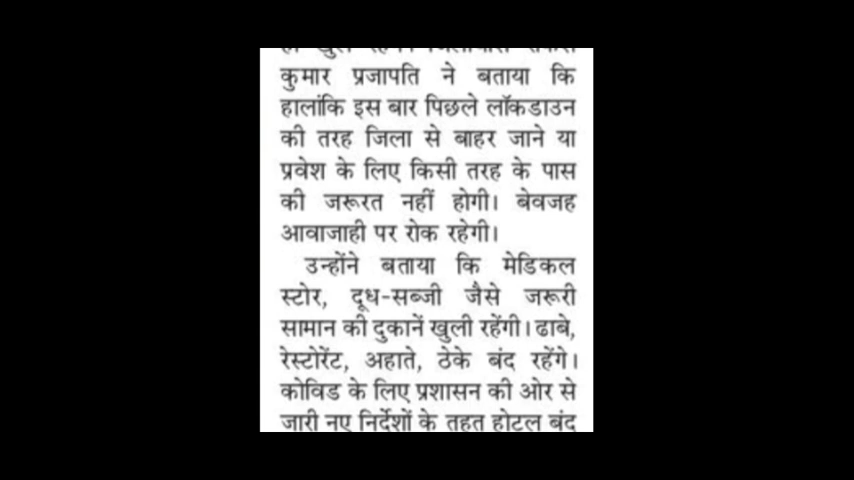 कुमार प्रजापति ने बताया कि
हालांकि इस बार पिछले लॉकडाउन
की तरह जिला से बाहर जाने या
प्रवेश के लिए किसी तरह के पास
की जरूरत नहीं होगी। बेवजह
आवाजाही पर रोक रहेगी।
उन्होंने बताया कि मेडिकल
स्टोर, दूध-सब्जी जैसे जरूरी
सामान की दुकानें खुली रहेंगी। ढाबे,
रेस्टोरेंट, अहाते, ठेके बंद रहेंगे।
कोविड के लिए प्रशासन की ओर से
जारी नए निर्देशों के तहत होटल बंद